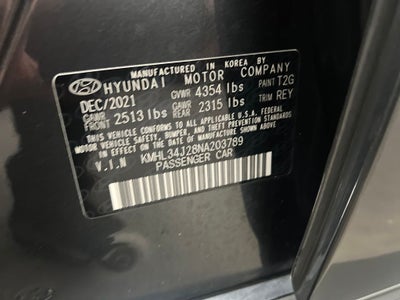 MANUFACTURED IN KOREA BY
HYUNDAI MOTOR COMPANY
DEC/2021 GVWR 4354 lbs PAINT T2G
GAWR FRONT 2513 lbs GAWR REAR 2315 lbs TRIM REY
THIS VEHICLE CONFORMS TO ALL APPLICABLE U.S.A. FEDERAL
MOTOR VEHICLE SAFETY, BUMPER, AND THEFT PREVENTION
STANDARDS IN EFFECT ON THE DATE OF MANUFACTURE SHOWN ABOVE.
V.I.N KMHL34J28NA203789
PASSENGER CAR